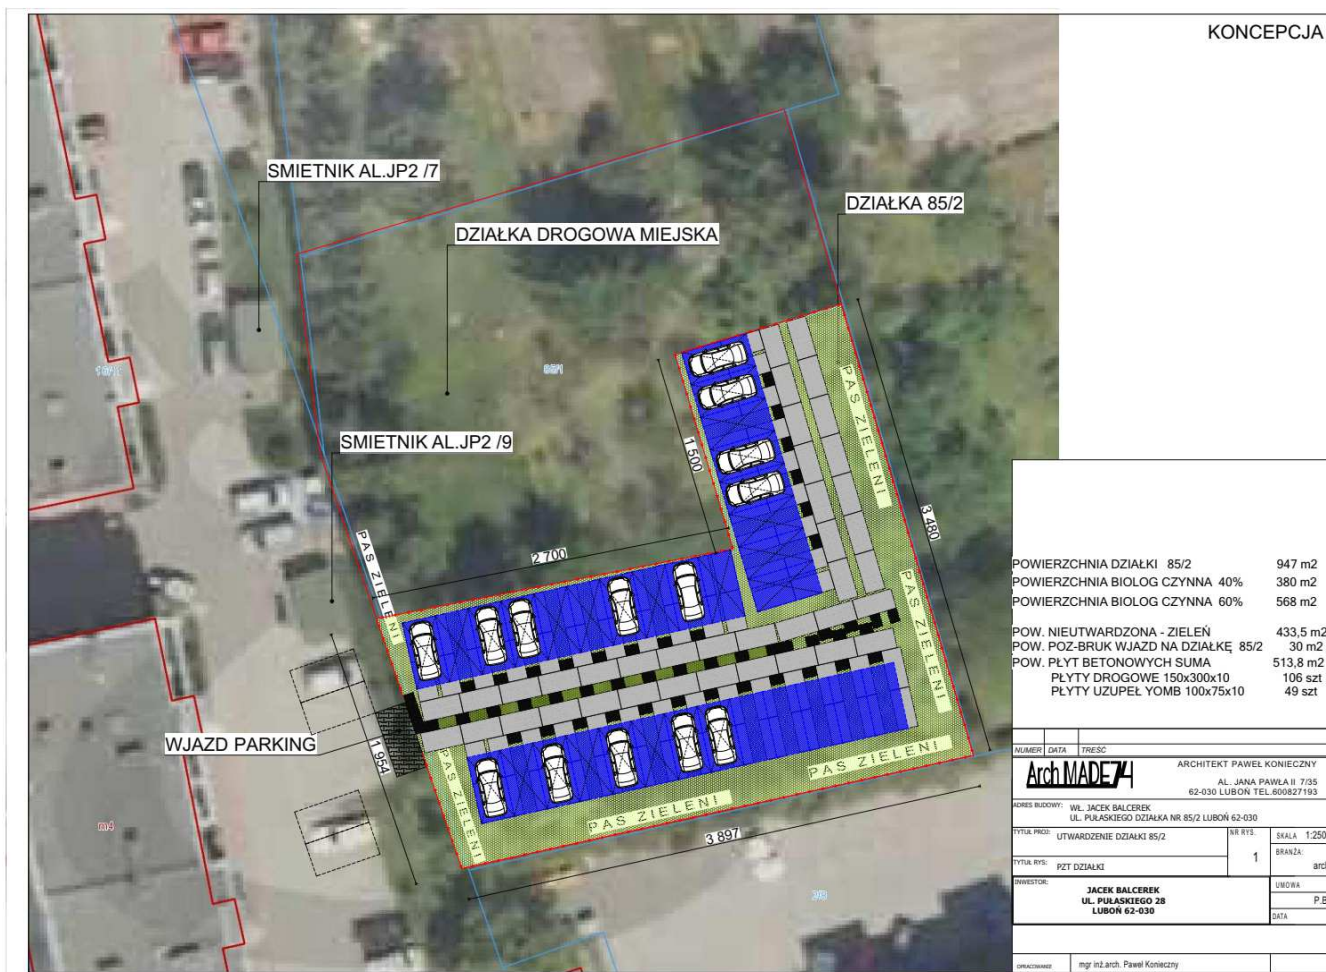 KONCEPCJA
SMIETNIK AL.JP2 /7
DZIAŁKA DROGOWA MIEJSKA
DZIAŁKA 85/2
SMIETNIK AL.JP2 /9
WJAZD PARKING
PAS ZIELENI
PAS ZIELENI
PAS ZIELENI
PAS ZIELENI
PAS ZIELENI
PAS ZIELENI
PAS ZIELENI
1 500
2 700
3 480
1 954
3 897
POWIERZCHNIA DZIAŁKI 85/2 947 m2
POWIERZCHNIA BIOLOG CZYNNA 40% 380 m2
POWIERZCHNIA BIOLOG CZYNNA 60% 568 m2
POW. NIEUTWARDZONA - ZIELEŃ 433,5 m2
POW. POZ-BRUK WJAZD NA DZIAŁKĘ 85/2 30 m2
POW. PŁYT BETONOWYCH SUMA 513,8 m2
PŁYTY DROGOWE 150x300x10 106 szt
PŁYTY UZUPEŁ YOMB 100x75x10 49 szt
NUMER DATA TREŚĆ
Arch MADE74
ARCHITEKT PAWEŁ KONIECZNY
AL. JANA PAWŁA II 7/35
62-030 LUBOŃ TEL.600827193
ADRES BUDOWY: WŁ. JACEK BALCEREK
UL. PUŁASKIEGO DZIAŁKA NR 85/2 LUBOŃ 62-030
TYTUŁ PROJ: UTWARDZENIE DZIAŁKI 85/2
NR RYS. 1
SKALA 1:250
BRANŻA:
arch
TYTUŁ RYS: PZT DZIAŁKI
INWESTOR:
JACEK BALCEREK
UL. PUŁASKIEGO 28
LUBOŃ 62-030
UMOWA
P.B
DATA
OPRACOWANIE mgr inż.arch. Paweł Konieczny